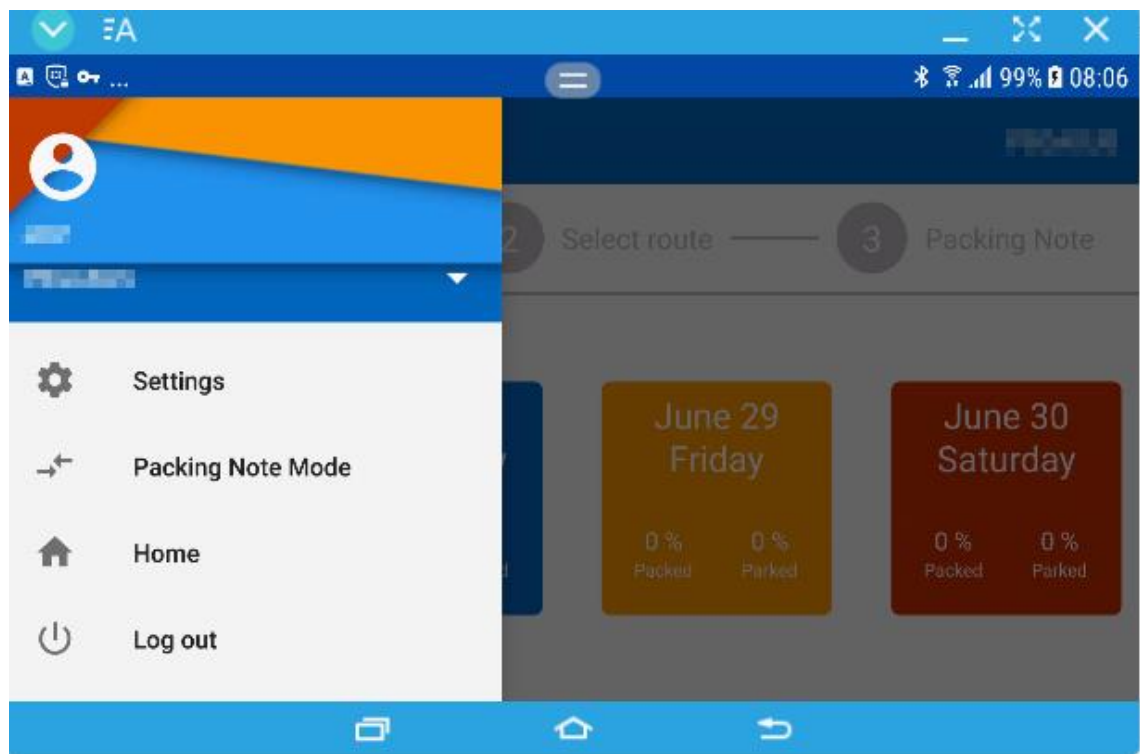 ΞA
... 99% 08:06
2 Select route 3 Packing Note
Settings
Packing Note Mode
Home
Log out
June 29
Friday
0 % 0 %
Packed Parked
June 30
Saturday
0 % 0 %
Packed Parked